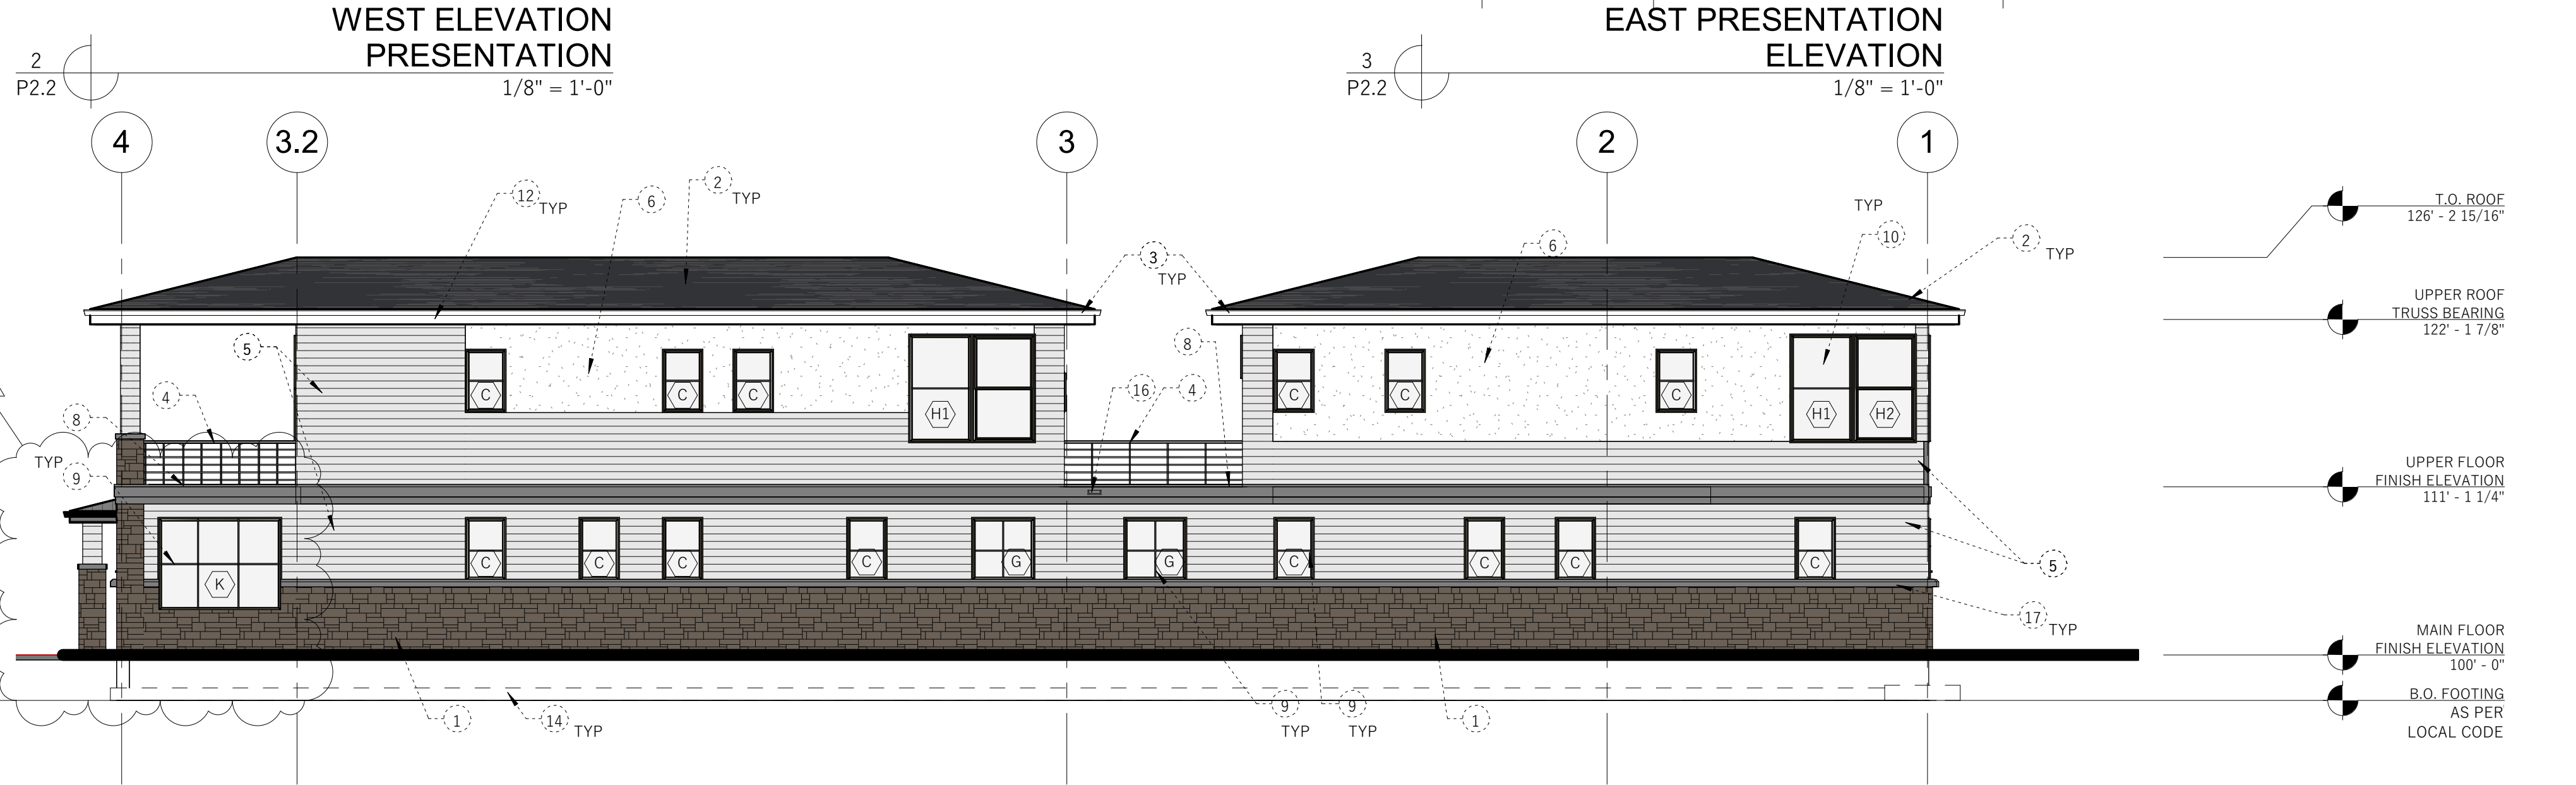 WEST ELEVATION
PRESENTATION
2
P2.2
1/8" = 1'-0"
EAST PRESENTATION
ELEVATION
3
P2.2
1/8" = 1'-0"
4
3.2
3
2
1
12
TYP
6
2
TYP
3
TYP
6
TYP
10
2
TYP
T.O. ROOF
126' - 2 15/16"
UPPER ROOF
TRUSS BEARING
122' - 1 7/8"
5
8
4
16
4
8
TYP
9
C
C
C
H1
C
C
C
H1
H2
UPPER FLOOR
FINISH ELEVATION
111' - 1 1/4"
K
C
C
C
C
G
G
C
C
C
C
5
17
TYP
MAIN FLOOR
FINISH ELEVATION
100' - 0"
B.O. FOOTING
AS PER
LOCAL CODE
1
14
TYP
9
TYP
9
TYP
1